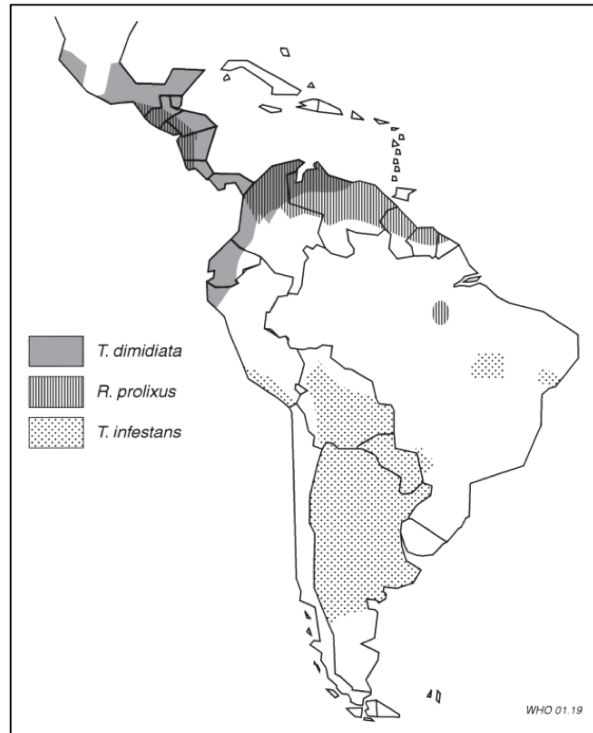 T. dimidiata
R. prolixus
T. infestans
WHO 01.19